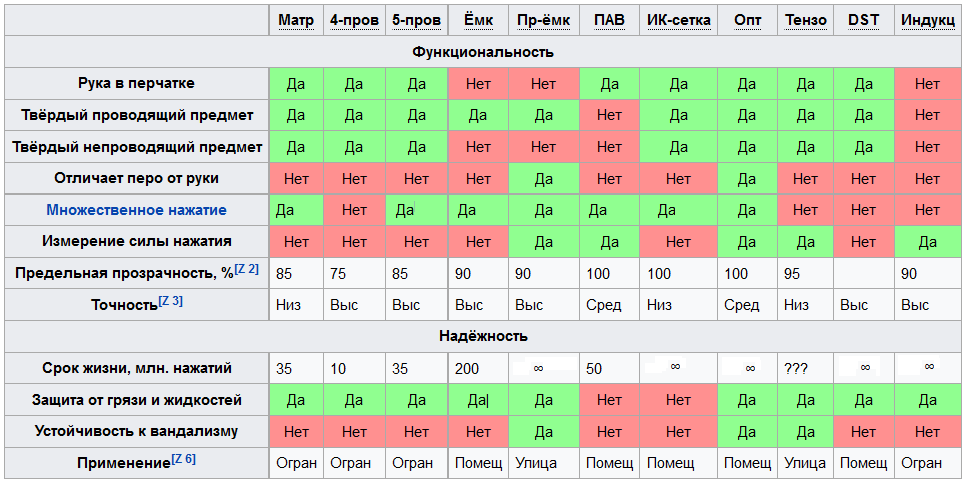 Матр 4-пров 5-пров Ёмк Пр-ёмк ПАВ ИК-сетка Опт Тензо DST Индукц
Функциональность
Рука в перчатке Да Да Да Нет Нет Да Да Да Да Да Нет
Твёрдый проводящий предмет Да Да Да Да Да Нет Да Да Да Да Нет
Твёрдый непроводящий предмет Да Да Да Нет Нет Нет Да Да Да Да Нет
Отличает перо от руки Нет Нет Нет Нет Да Нет Нет Да Нет Нет Нет
Множественное нажатие Да Нет Да Да Да Да Да Да Нет Нет Нет
Измерение силы нажатия Нет Нет Нет Нет Да Да Нет Да Да Нет Да
Предельная прозрачность, %[Z 2] 85 75 85 90 90 100 100 100 95 90
Точность[Z 3] Низ Выс Выс Выс Выс Сред Низ Сред Низ Выс Выс
Надёжность
Срок жизни, млн. нажатий 35 10 35 200 ∞ 50 ∞ ∞ ??? ∞ ∞
Защита от грязи и жидкостей Да Да Да Да Да Нет Нет Да Да Да Да
Устойчивость к вандализму Нет Нет Нет Нет Да Нет Нет Да Да Нет Нет
Применение[Z 6] Огран Огран Огран Помещ Улица Помещ Помещ Помещ Улица Помещ Огран